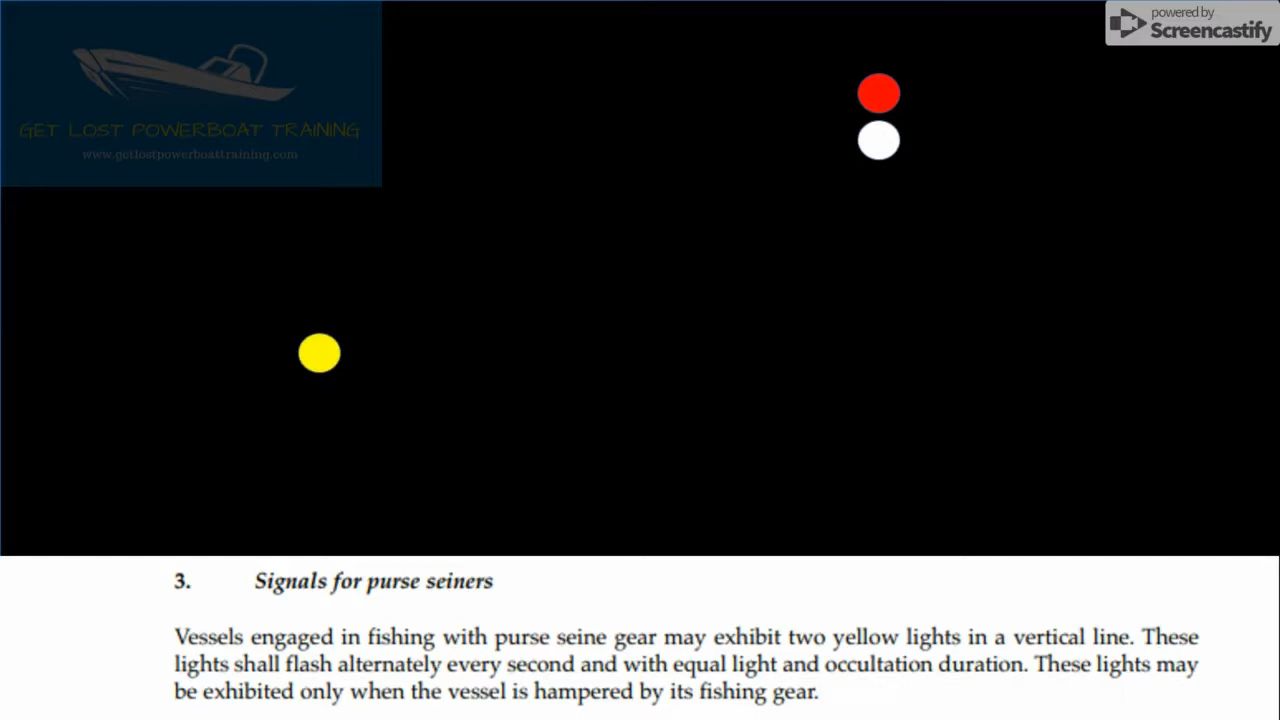 powered by
Screencastify
GET LOST POWERBOAT TRAINING
www.getlostpowerboattraining.com
3. Signals for purse seiners
Vessels engaged in fishing with purse seine gear may exhibit two yellow lights in a vertical line. These
lights shall flash alternately every second and with equal light and occultation duration. These lights may
be exhibited only when the vessel is hampered by its fishing gear.